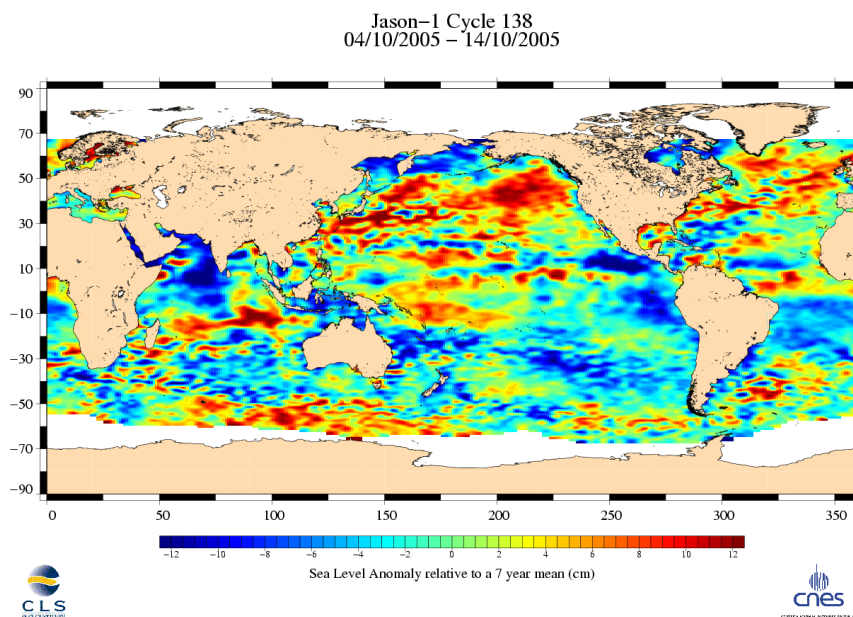 Jason−1 Cycle 138
04/10/2005 − 14/10/2005
90
70
50
30
10
−10
−30
−50
−70
−90
0 50 100 150 200 250 300 350
−12 −10 −8 −6 −4 −2 0 2 4 6 8 10 12
Sea Level Anomaly relative to a 7 year mean (cm)
CLS
cnes